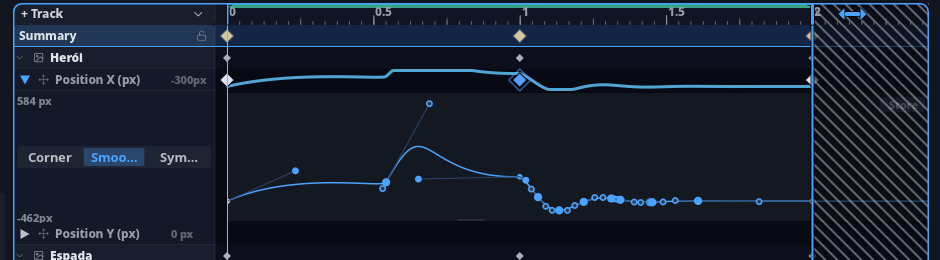 + Track
0 0.5 1 1.5 2
Summary
Heról
Position X (px) -300px
584 px
Store
Corner Smoo... Sym...
-462px
Position Y (px) 0 px
Espada